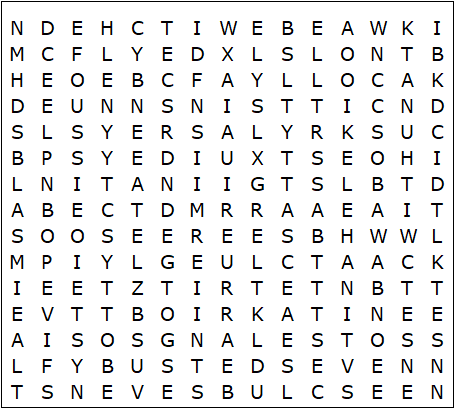 N D E H C T I W E B E A W K I
M C F L Y E D X L S L O N T B
H E O E B C F A Y L L O C A K
D E U N N S N I S T T I C N D
S L S Y E R S A L Y R K S U C
B P S Y E D I U X T S E O H I
L N I T A N I I G T S L B T D
A B E C T D M R R A A E A I T
S O O S E E R E E S B H W W L
M P I Y L G E U L C T A A C K
I E E T Z T I R T E T N B T T
E V T T B O I R K A T I N E E
A I S O S G N A L E S T O S S
L F Y B U S T E D S E V E N N
T S N E V E S B U L C S E E N